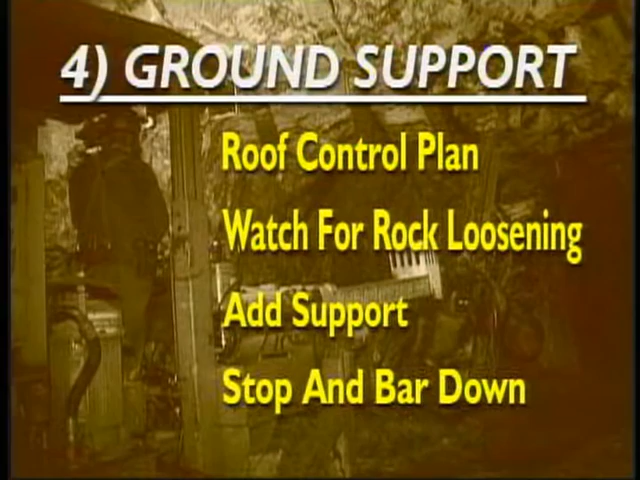 4) GROUND SUPPORT
Roof Control Plan
Watch For Rock Loosening
Add Support
Stop And Bar Down